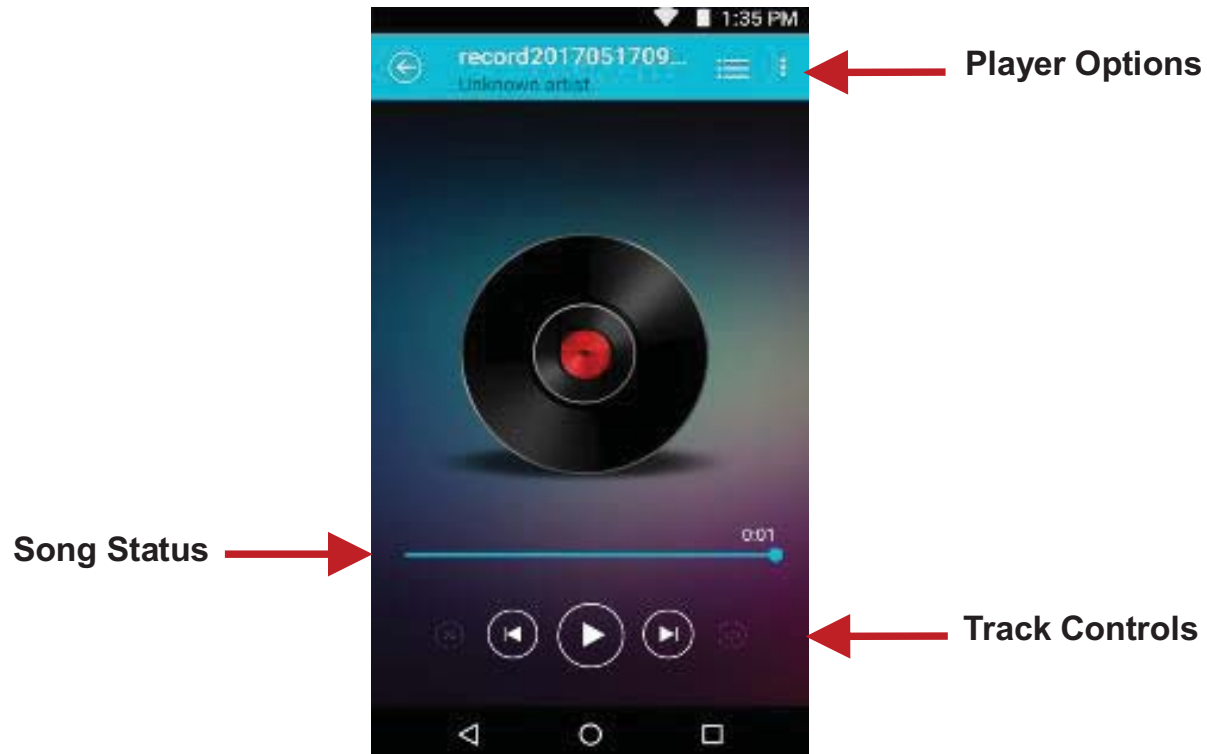 1:35 PM
record2017051709...
Unknown artist
Player Options
0:01
Song Status
Track Controls